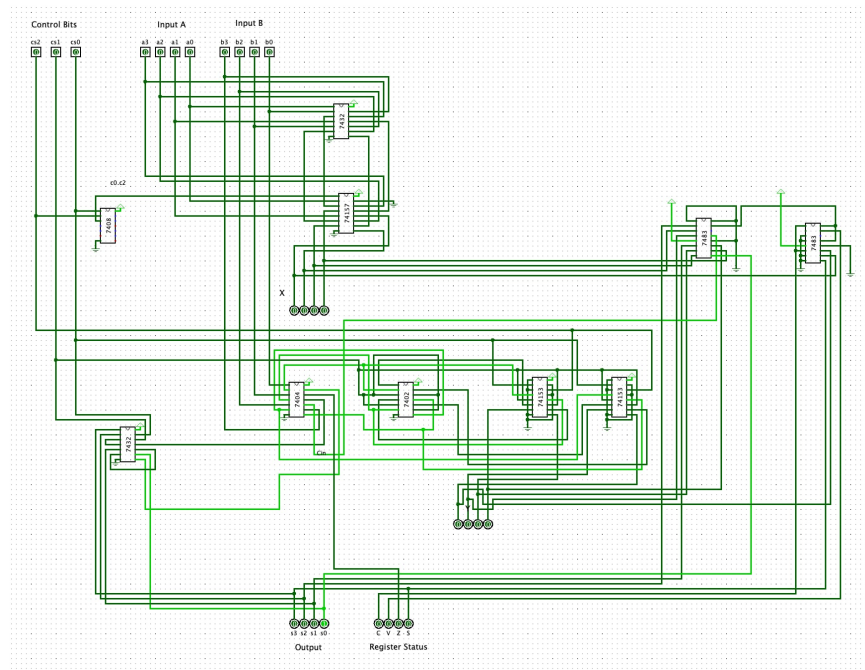 Control Bits Input A Input B
cs2 cs1 cs0 a3 a2 a1 a0 b3 b2 b1 b0
7432
c0.c2
74157
7408
7483 7483
X
7404 7402 74153 74153
7432
Cin
Y
s3 s2 s1 s0 C V Z S
Output Register Status